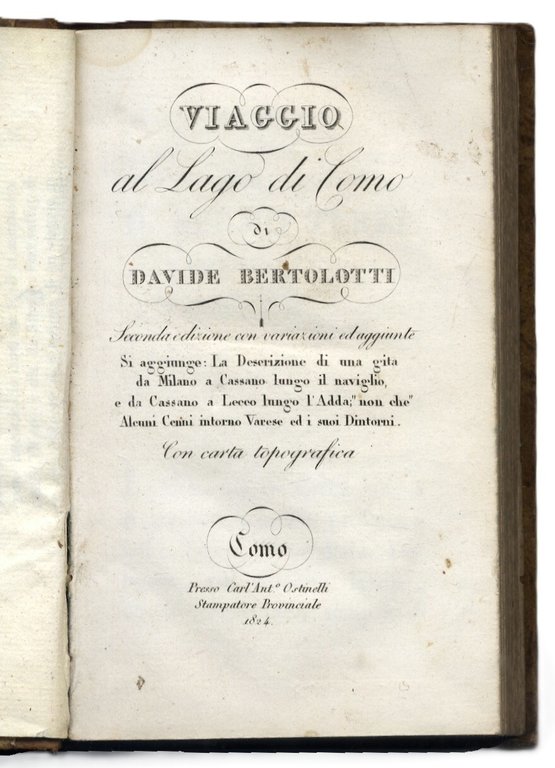 VIAGGIO
al Lago di Como
di
DAVIDE BERTOLOTTI
Seconda edizione con variazioni ed aggiunte
Si aggiunge: La Descrizione di una gita
da Milano a Cassano lungo il naviglio,
e da Cassano a Lecco lungo l'Adda;" non che"
Alcuni Cenni intorno Varese ed i suoi Dintorni.
Con carta topografica
Como
Presso Carl'Ant.º Ostinelli
Stampatore Provinciale
1824.